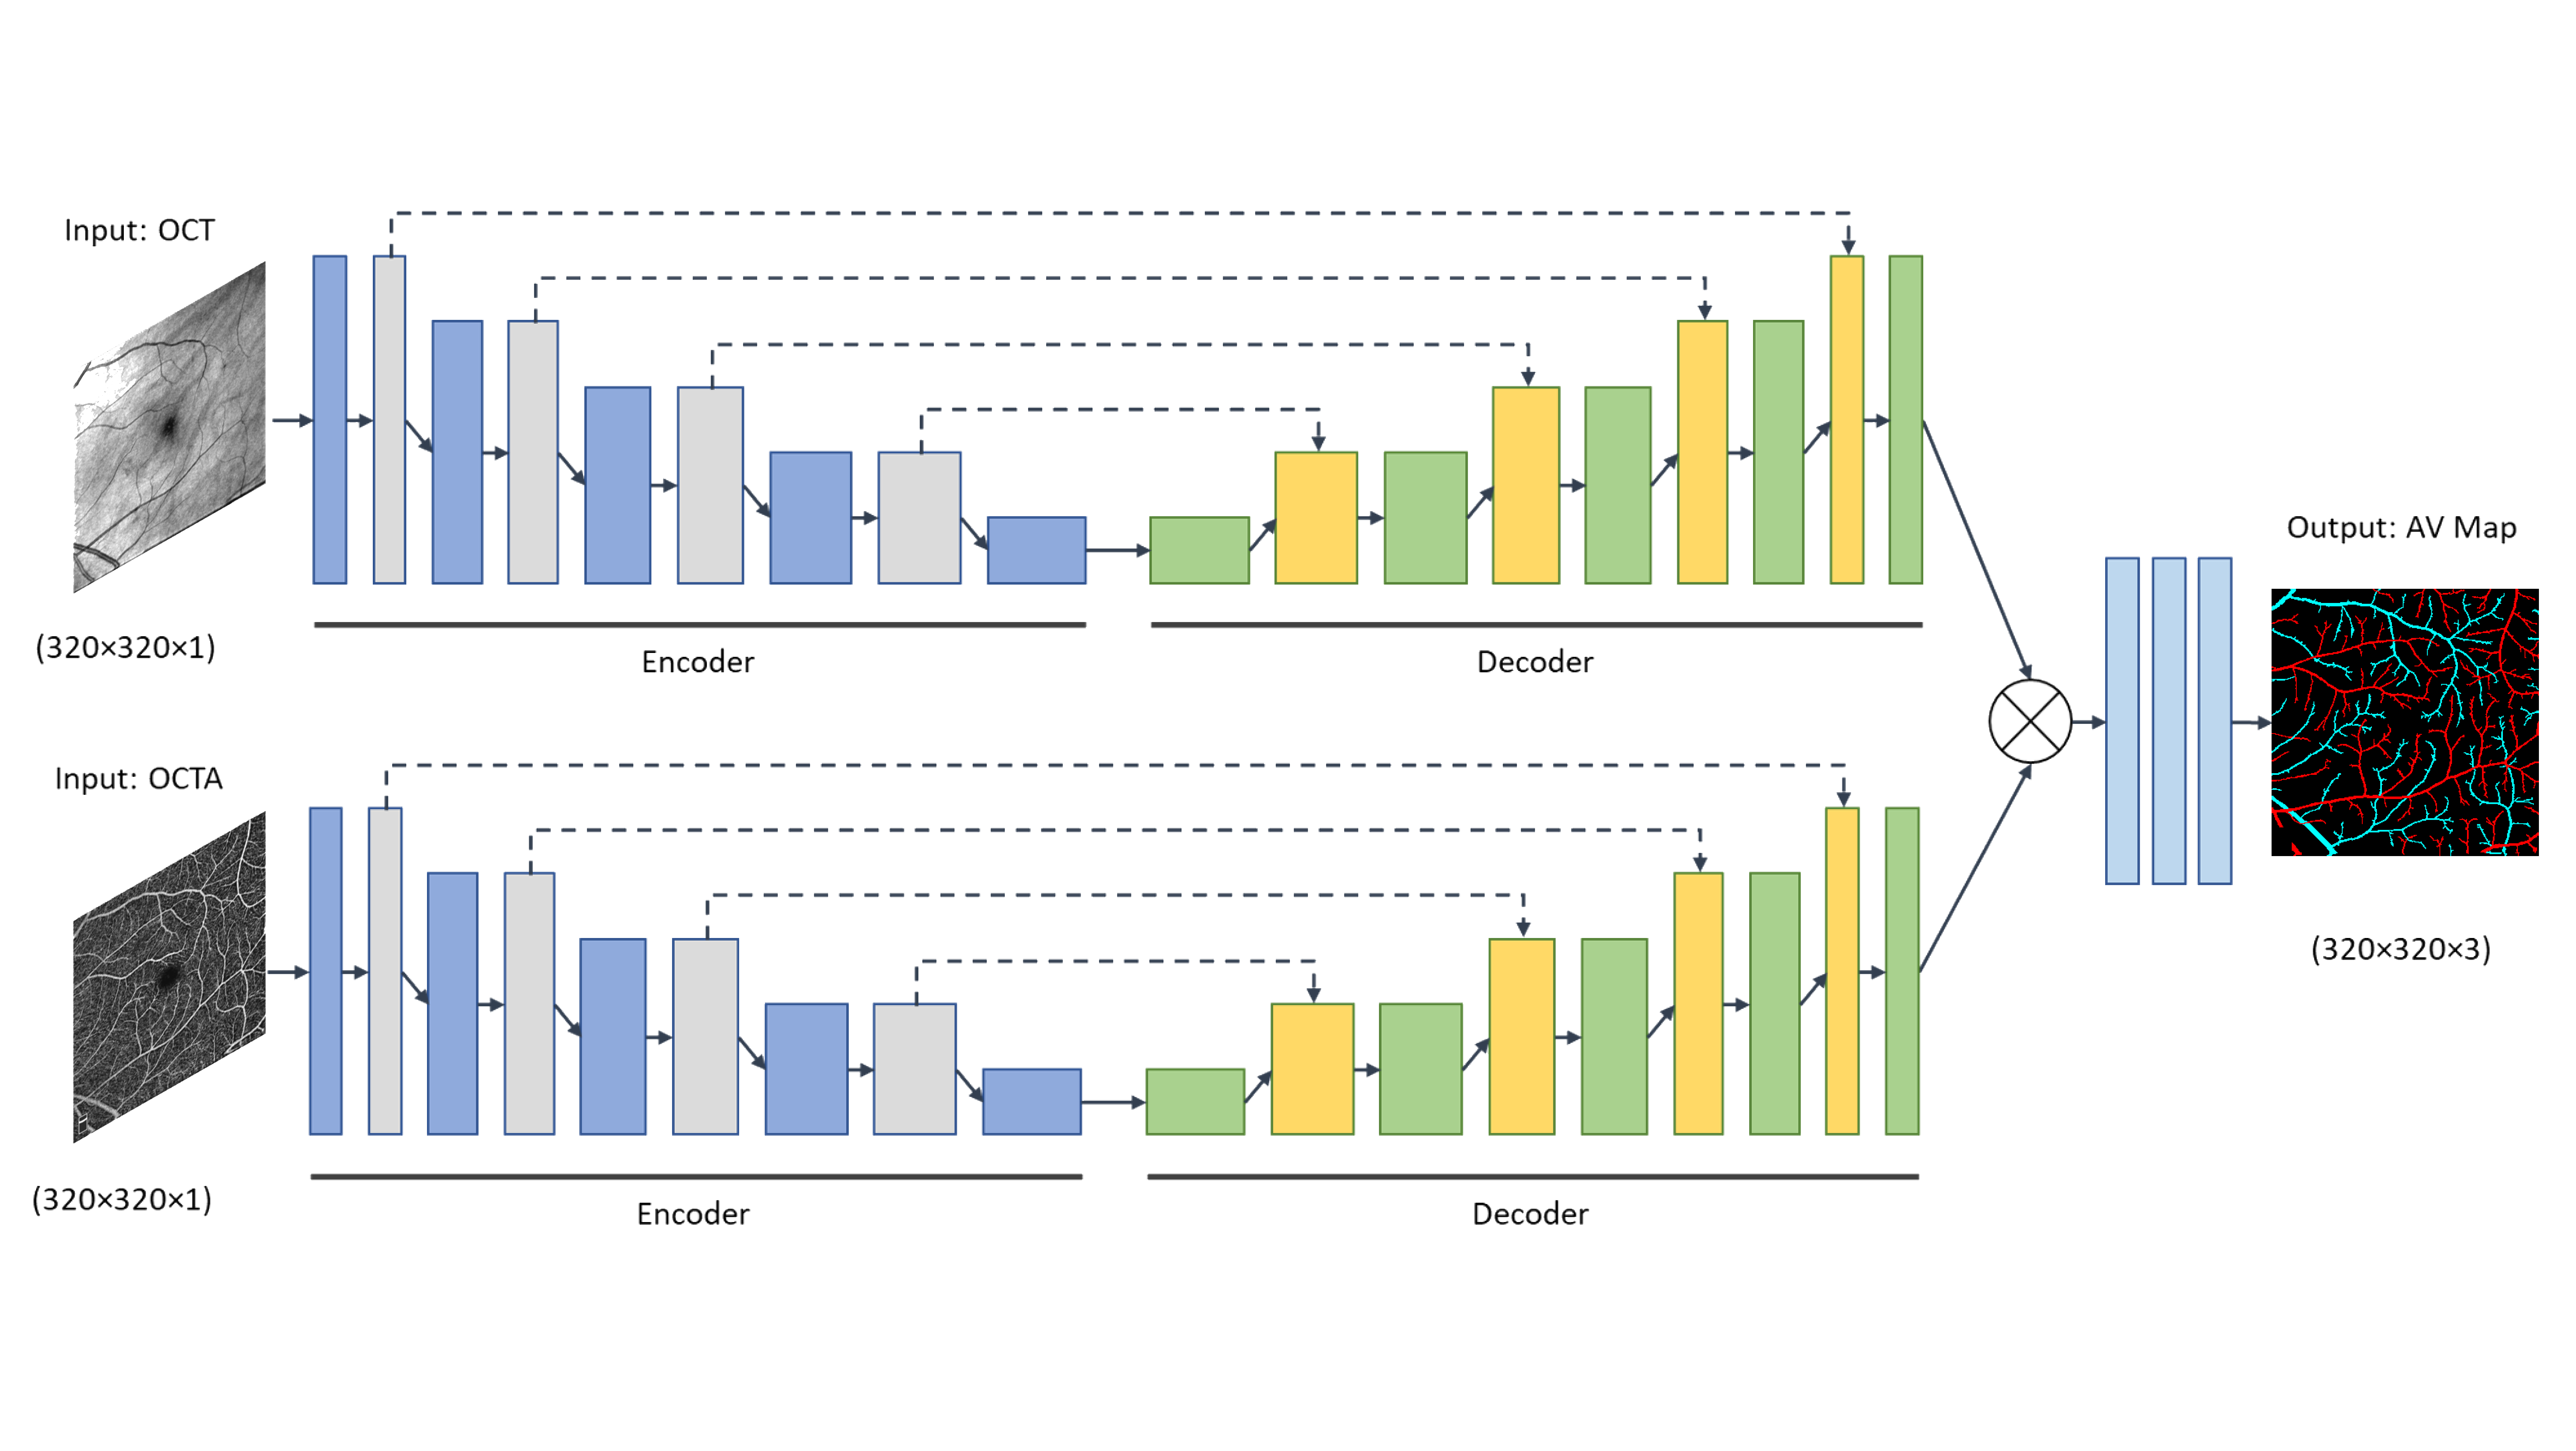 Input: OCT
(320×320×1)
Encoder
Decoder
Input: OCTA
(320×320×1)
Encoder
Decoder
Output: AV Map
(320×320×3)